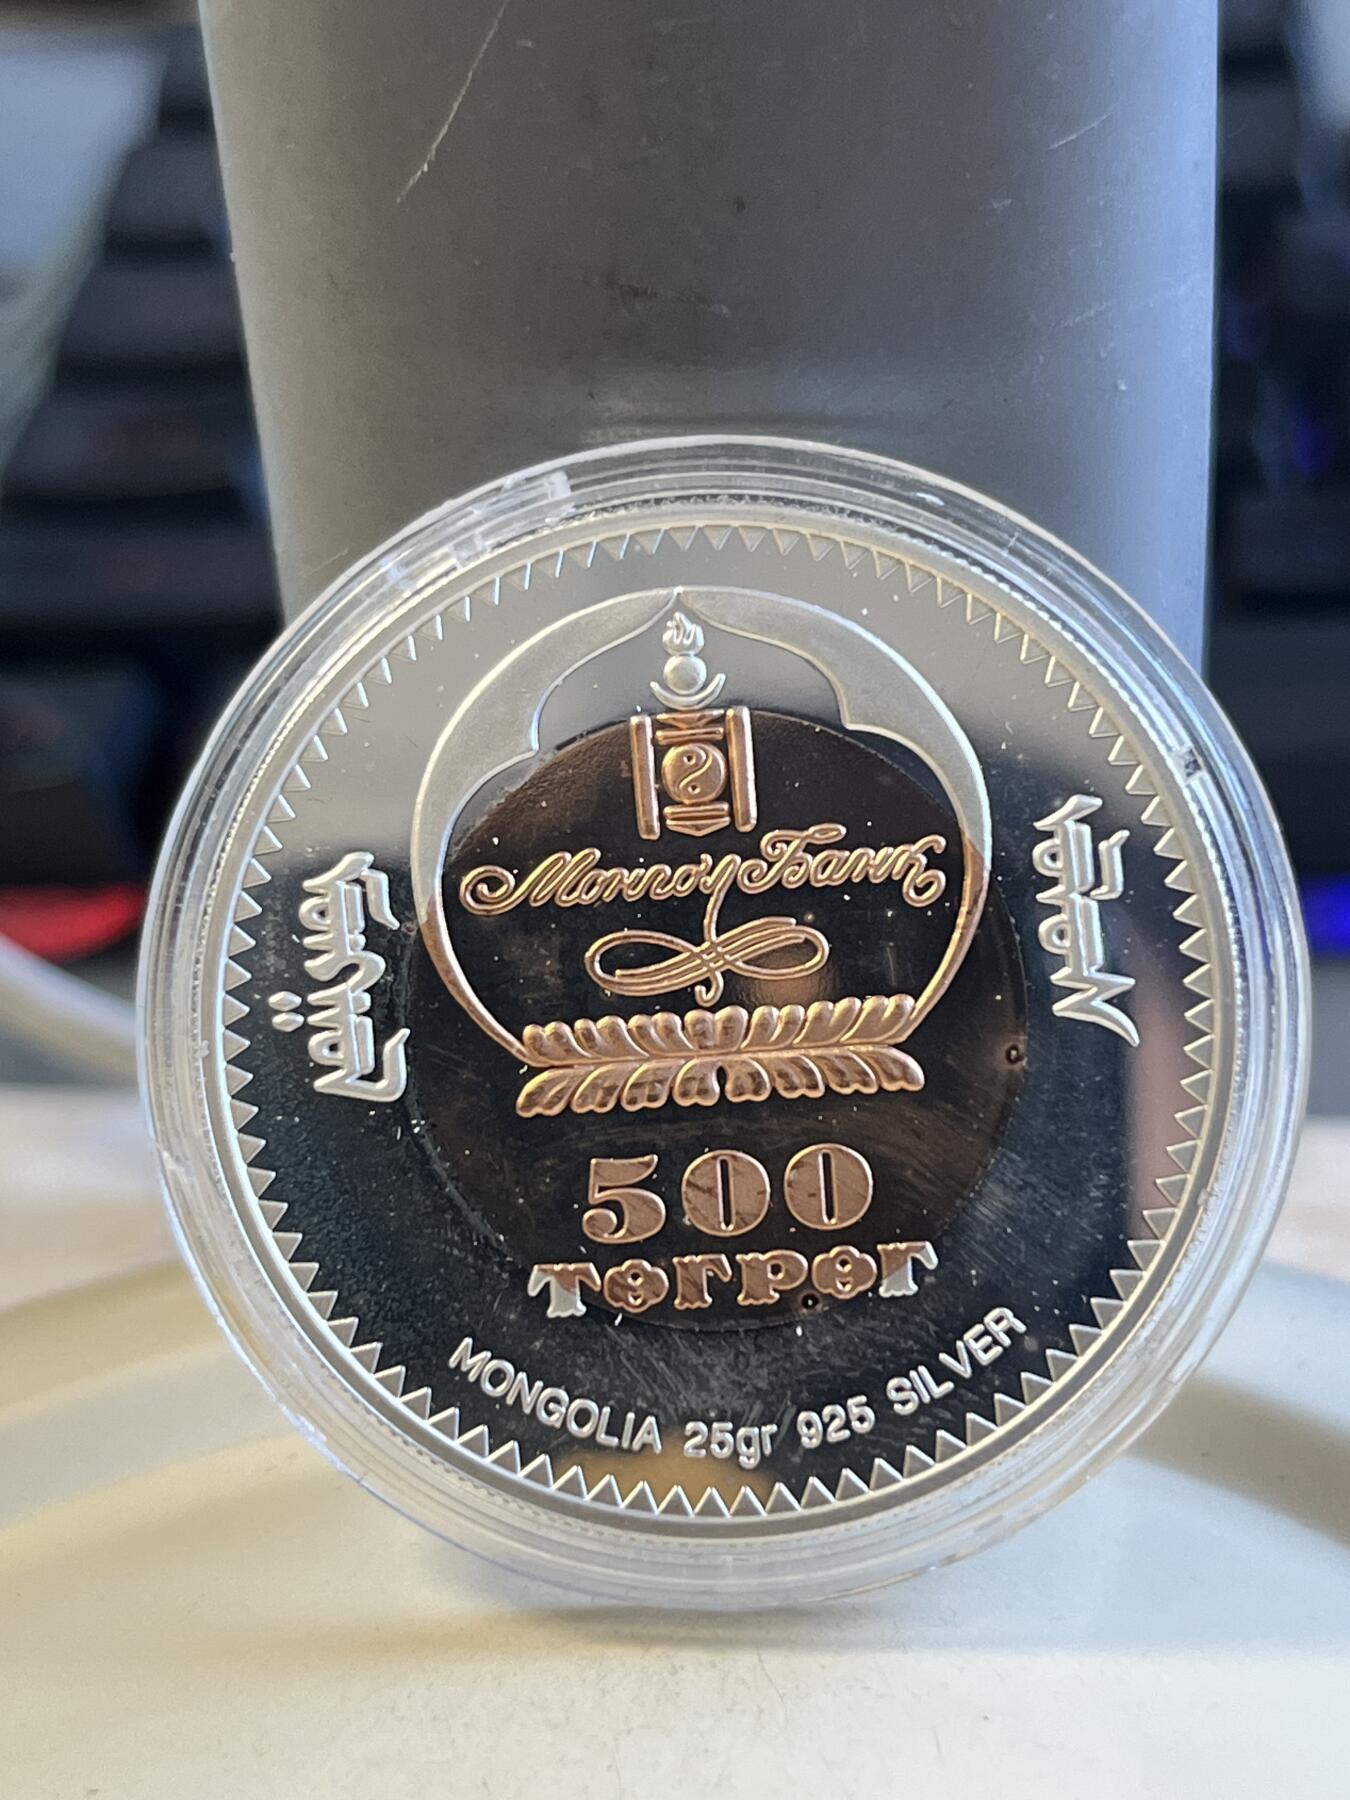 Монгол Банк
500
ТӨГРӨГ
MONGOLIA 25gr 925 SILVER